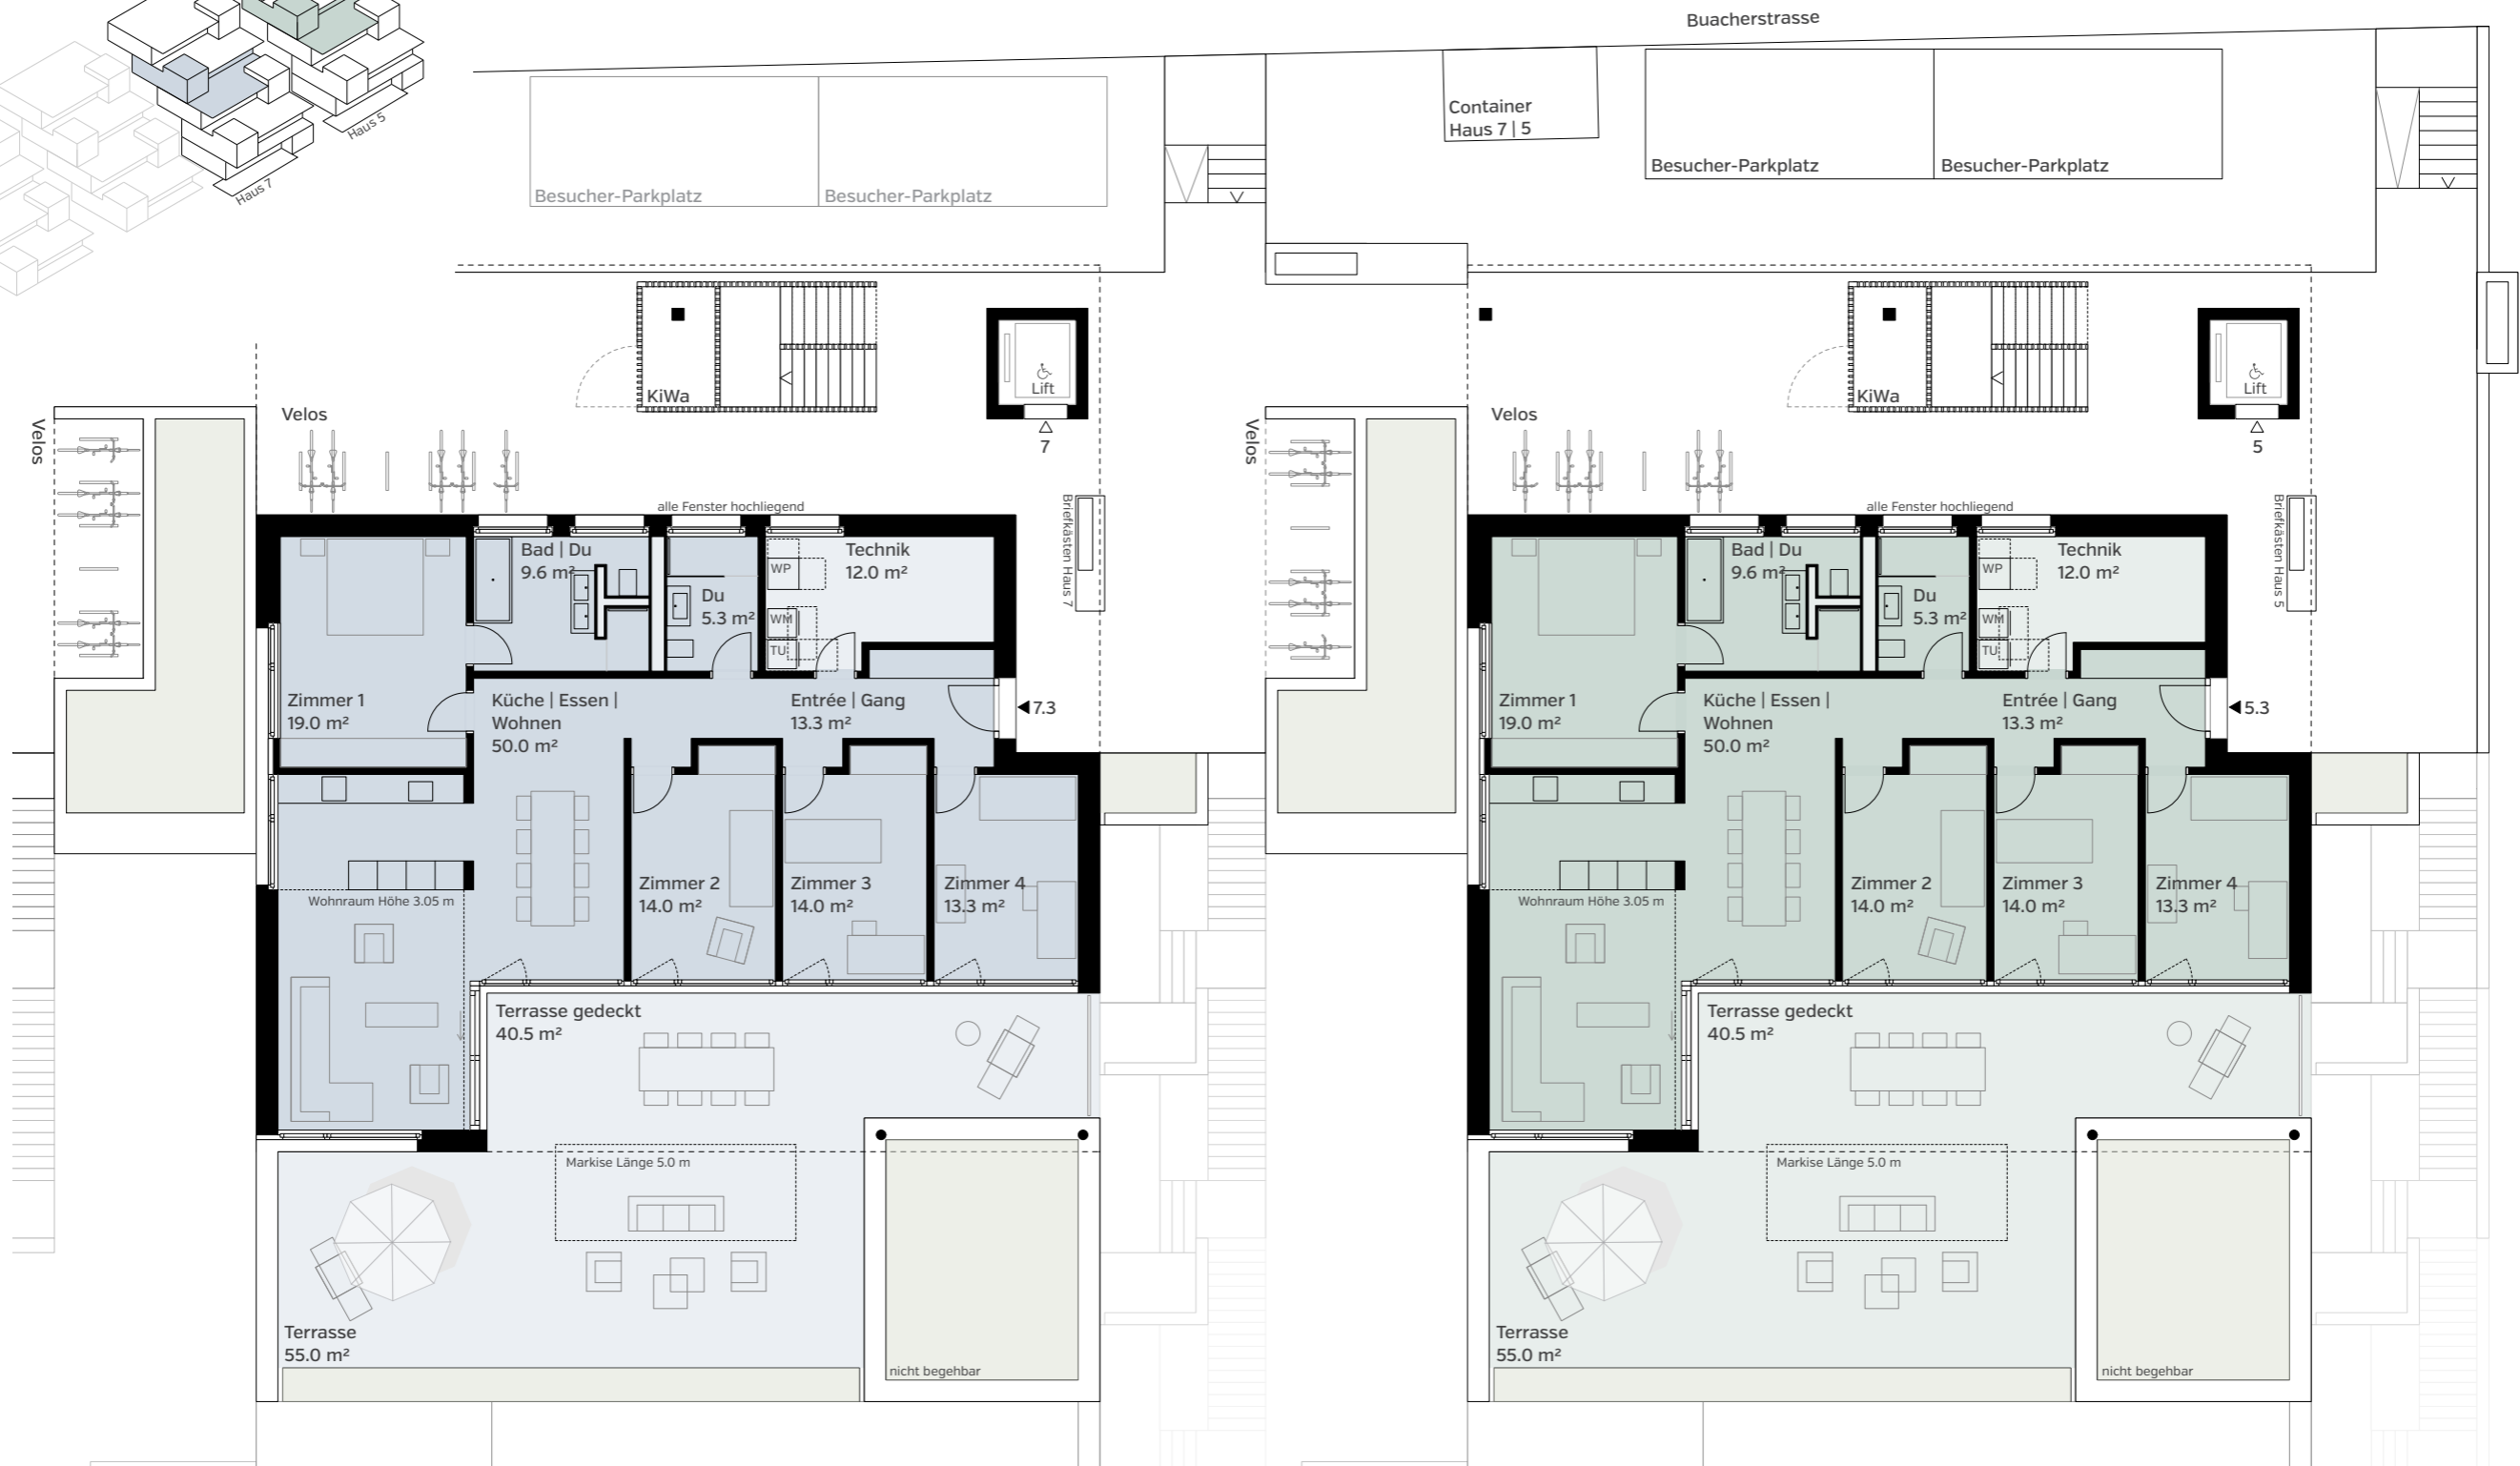 Buacherstrasse
Haus 5
Haus 7
Besucher-Parkplatz
Besucher-Parkplatz
Container
Haus 7 | 5
Besucher-Parkplatz
Besucher-Parkplatz
KiWa
Lift
7
Velos
Velos
Briefkästen Haus 7
alle Fenster hochliegend
Bad | Du
9.6 m²
Du
5.3 m²
WP
WM
TU
Technik
12.0 m²
Zimmer 1
19.0 m²
Küche | Essen |
Wohnen
50.0 m²
Entrée | Gang
13.3 m²
7.3
Zimmer 2
14.0 m²
Zimmer 3
14.0 m²
Zimmer 4
13.3 m²
Wohnraum Höhe 3.05 m
Terrasse gedeckt
40.5 m²
Markise Länge 5.0 m
Terrasse
55.0 m²
nicht begehbar
KiWa
Lift
5
Velos
Velos
Briefkästen Haus 5
alle Fenster hochliegend
Bad | Du
9.6 m²
Du
5.3 m²
WP
WM
TU
Technik
12.0 m²
Zimmer 1
19.0 m²
Küche | Essen |
Wohnen
50.0 m²
Entrée | Gang
13.3 m²
5.3
Zimmer 2
14.0 m²
Zimmer 3
14.0 m²
Zimmer 4
13.3 m²
Wohnraum Höhe 3.05 m
Terrasse gedeckt
40.5 m²
Markise Länge 5.0 m
Terrasse
55.0 m²
nicht begehbar